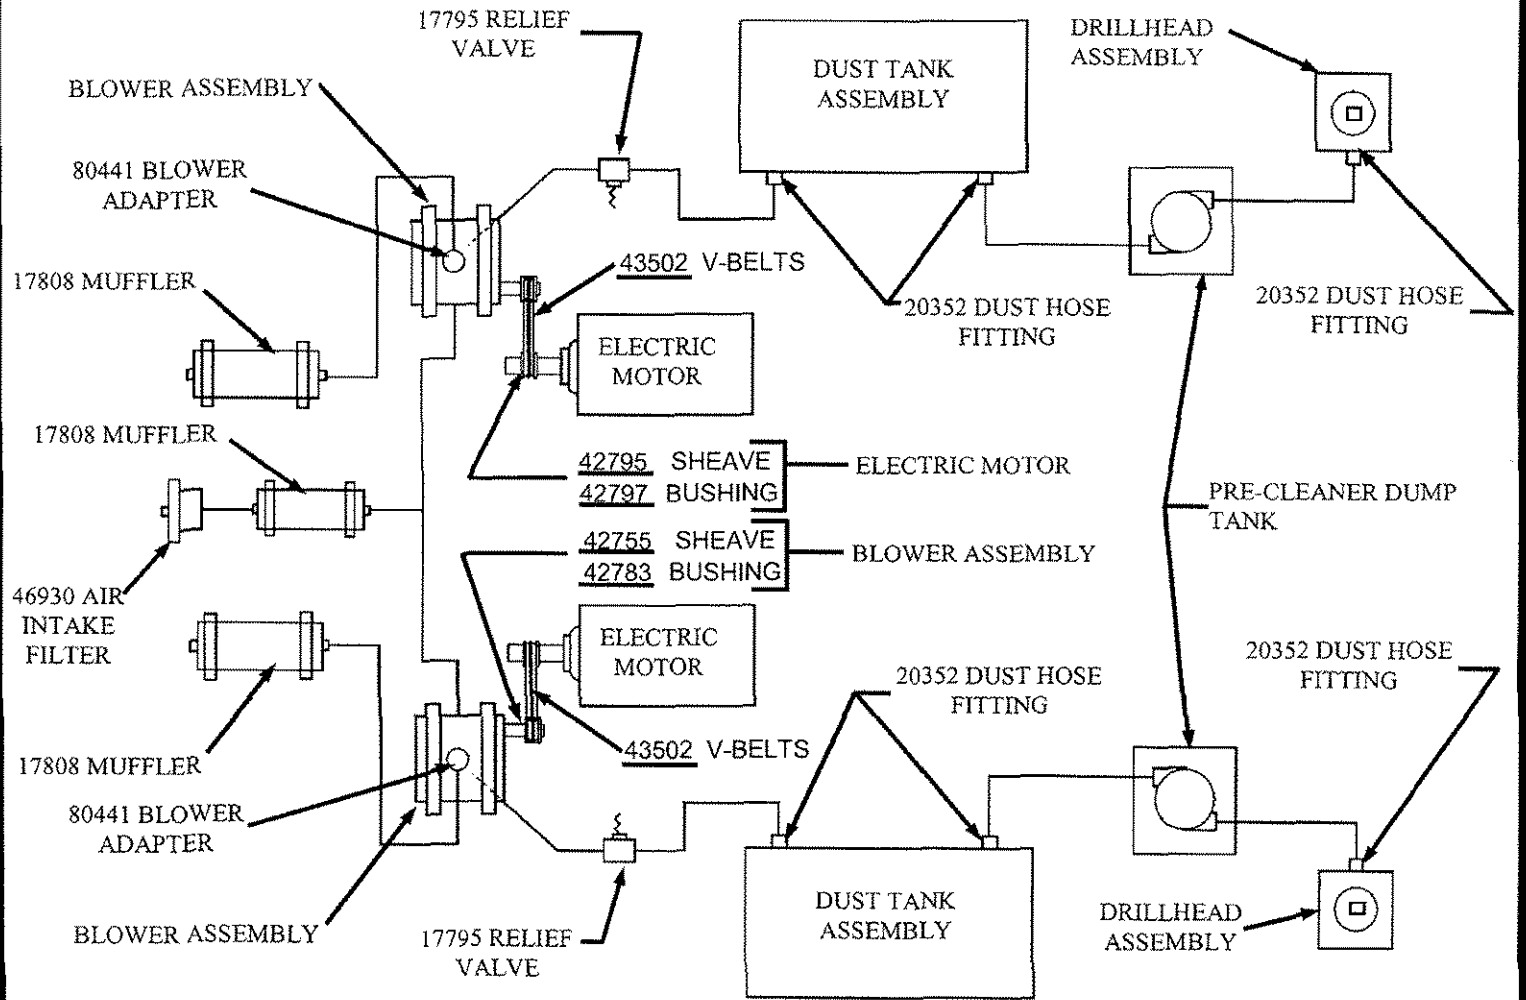 17795 RELIEF
VALVE
DUST TANK
ASSEMBLY
DRILLHEAD
ASSEMBLY
BLOWER ASSEMBLY
80441 BLOWER
ADAPTER
17808 MUFFLER
43502 V-BELTS
20352 DUST HOSE
FITTING
20352 DUST HOSE
FITTING
ELECTRIC
MOTOR
17808 MUFFLER
42795 SHEAVE
42797 BUSHING
ELECTRIC MOTOR
PRE-CLEANER DUMP
TANK
42755 SHEAVE
42783 BUSHING
BLOWER ASSEMBLY
46930 AIR
INTAKE
FILTER
ELECTRIC
MOTOR
20352 DUST HOSE
FITTING
20352 DUST HOSE
FITTING
17808 MUFFLER
43502 V-BELTS
80441 BLOWER
ADAPTER
BLOWER ASSEMBLY
17795 RELIEF
VALVE
DUST TANK
ASSEMBLY
DRILLHEAD
ASSEMBLY